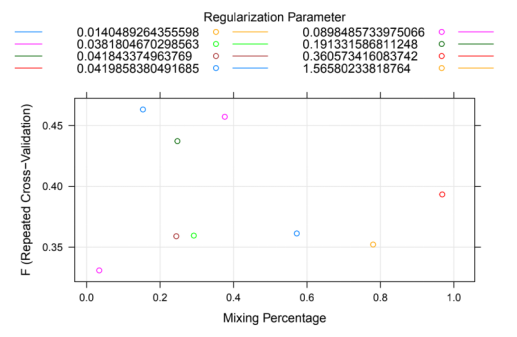 Regularization Parameter
0.0140489264355598 0.0898485733975066
0.0381804670298563 0.191331586811248
0.041843374963769 0.360573416083742
0.0419858380491685 1.56580233818764
F (Repeated Cross−Validation)
0.45
0.40
0.35
0.0 0.2 0.4 0.6 0.8 1.0
Mixing Percentage